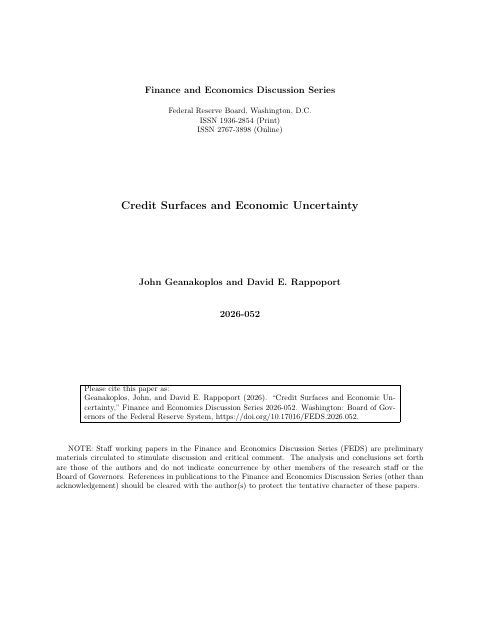 Finance and Economics Discussion Series
Federal Reserve Board, Washington, D.C.
ISSN 1936-2854 (Print)
ISSN 2767-3898 (Online)
Credit Surfaces and Economic Uncertainty
John Geanakoplos and David E. Rappoport
2026-052
Please cite this paper as:
Geanakoplos, John, and David E. Rappoport (2026). “Credit Surfaces and Economic Un-
certainty,” Finance and Economics Discussion Series 2026-052. Washington: Board of Gov-
ernors of the Federal Reserve System, https://doi.org/10.17016/FEDS.2026.052.
NOTE: Staff working papers in the Finance and Economics Discussion Series (FEDS) are preliminary
materials circulated to stimulate discussion and critical comment. The analysis and conclusions set forth
are those of the authors and do not indicate concurrence by other members of the research staff or the
Board of Governors. References in publications to the Finance and Economics Discussion Series (other than
acknowledgement) should be cleared with the author(s) to protect the tentative character of these papers.